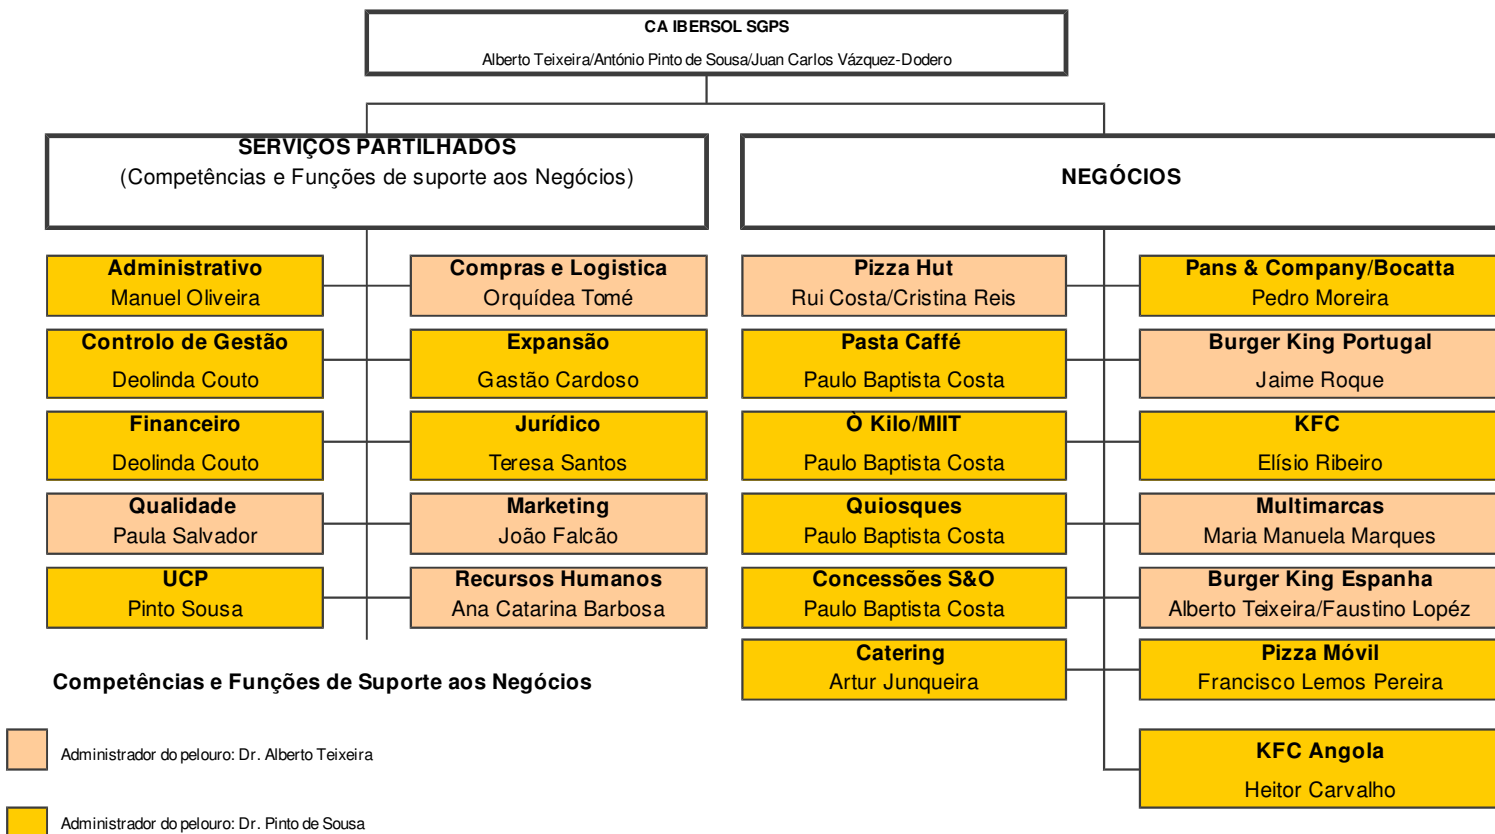 CA IBERSOL SGPS
Alberto Teixeira/António Pinto de Sousa/Juan Carlos Vázquez-Dodero
SERVIÇOS PARTILHADOS
(Competências e Funções de suporte aos Negócios)
NEGÓCIOS
Administrativo
Manuel Oliveira
Compras e Logistica
Orquídea Tomé
Controlo de Gestão
Deolinda Couto
Expansão
Gastão Cardoso
Financeiro
Deolinda Couto
Jurídico
Teresa Santos
Qualidade
Paula Salvador
Marketing
João Falcão
UCP
Pinto Sousa
Recursos Humanos
Ana Catarina Barbosa
Pizza Hut
Rui Costa/Cristina Reis
Pans & Company/Bocatta
Pedro Moreira
Pasta Caffé
Paulo Baptista Costa
Burger King Portugal
Jaime Roque
Ò Kilo/MIIT
Paulo Baptista Costa
KFC
Elísio Ribeiro
Quiosques
Paulo Baptista Costa
Multimarcas
Maria Manuela Marques
Concessões S&O
Paulo Baptista Costa
Burger King Espanha
Alberto Teixeira/Faustino Lopéz
Catering
Artur Junqueira
Pizza Móvil
Francisco Lemos Pereira
KFC Angola
Heitor Carvalho
Competências e Funções de Suporte aos Negócios
Administrador do pelouro: Dr. Alberto Teixeira
Administrador do pelouro: Dr. Pinto de Sousa